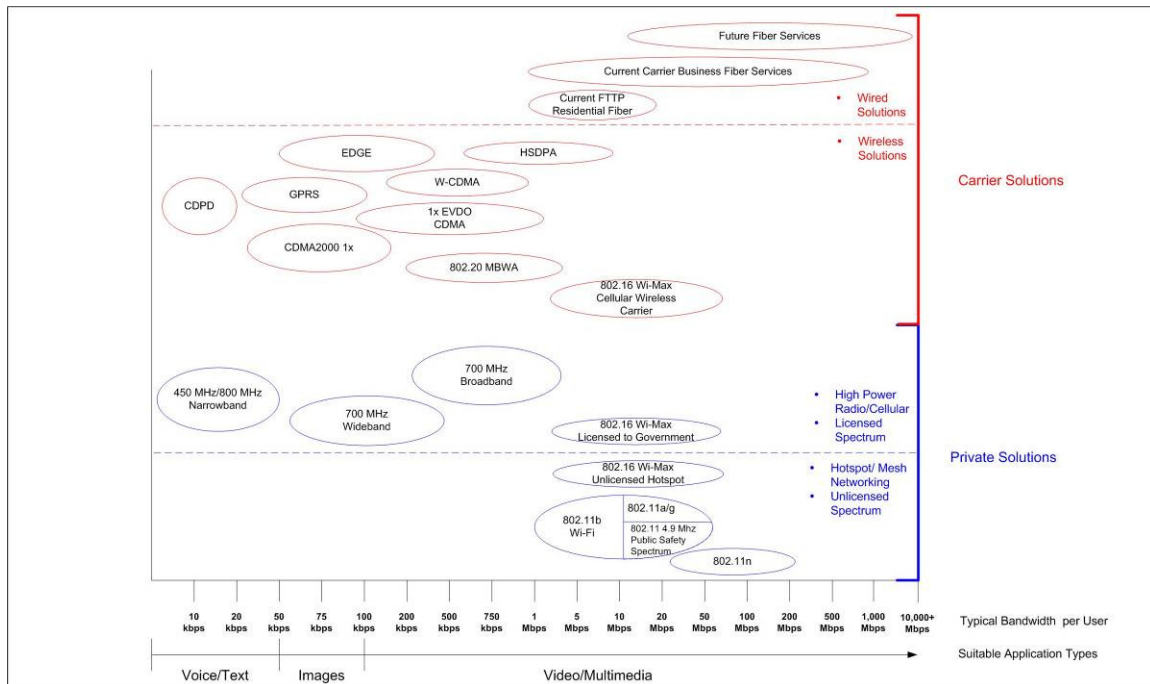 Future Fiber Services
Current Carrier Business Fiber Services
Current FTTP
Residential Fiber
• Wired
Solutions
• Wireless
Solutions
EDGE
HSDPA
W-CDMA
GPRS
CDPD
1x EVDO
CDMA
CDMA2000 1x
802.20 MBWA
802.16 Wi-Max
Cellular Wireless
Carrier
Carrier Solutions
700 MHz
Broadband
450 MHz/800 MHz
Narrowband
700 MHz
Wideband
802.16 Wi-Max
Licensed to Government
• High Power
Radio/Cellular
• Licensed
Spectrum
Private Solutions
802.16 Wi-Max
Unlicensed Hotspot
• Hotspot/ Mesh
Networking
• Unlicensed
Spectrum
802.11b
Wi-Fi
802.11a/g
802.11 4.9 Mhz
Public Safety
Spectrum
802.11n
10 kbps
20 kbps
50 kbps
75 kbps
100 kbps
200 kbps
500 kbps
750 kbps
1 Mbps
5 Mbps
10 Mbps
20 Mbps
50 Mbps
100 Mbps
200 Mbps
500 Mbps
1,000 Mbps
10,000+ Mbps
Typical Bandwidth per User
Suitable Application Types
Voice/Text
Images
Video/Multimedia